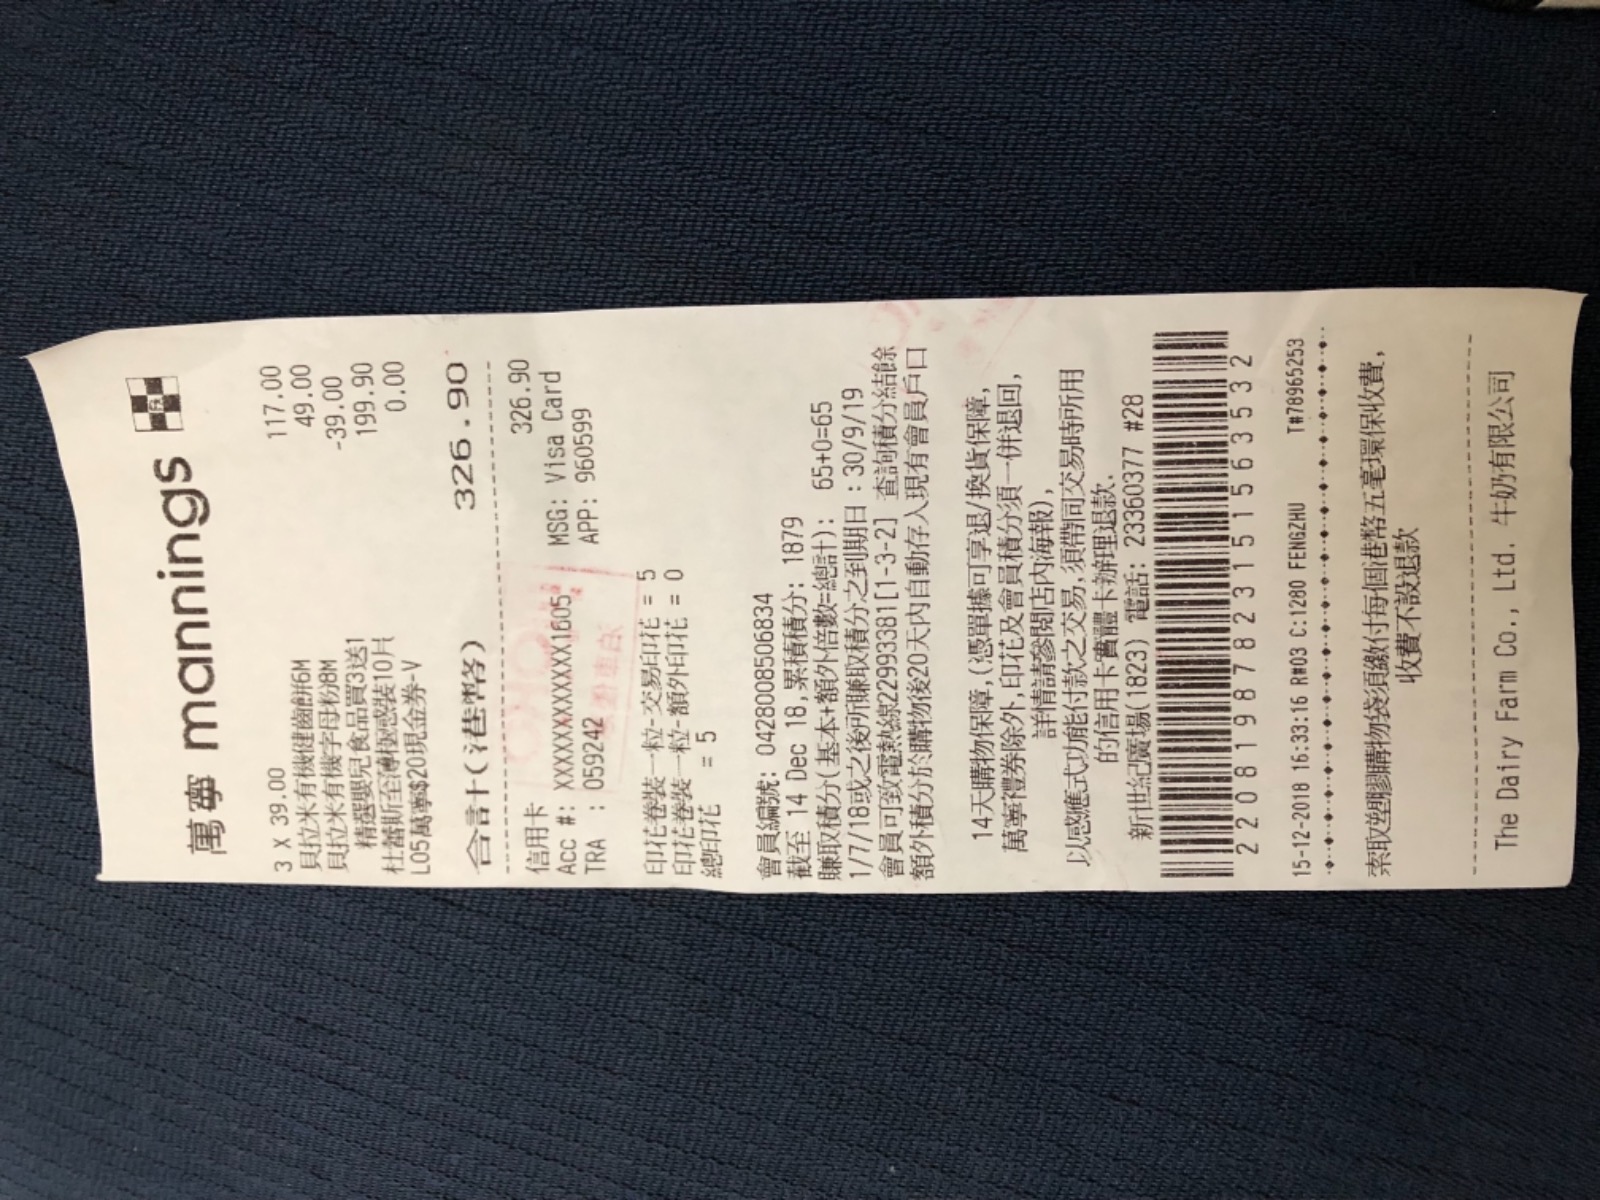 萬寧 mannings
3 X 39.00 117.00
貝拉米有機健齒餅6M 49.00
貝拉米有機字母粉8M -39.00
精選嬰兒食品買3送1 199.90
杜蕾斯至薄極感裝10片 0.00
L05萬寧$20現金券-V
合計(港幣) 326.90
信用卡 326.90
Acc #: XXXXXXXXXXXX1605 MSG: Visa Card
TRA : 059242 APP: 960599
印花卷裝一粒-交易印花 = 5
印花卷裝一粒-額外印花 = 0
總印花 = 5
會員編號: 0428008506834
截至 14 Dec 18,累積積分: 1879
賺取積分(基本+額外倍數=總計): 65+0=65
1/7/18或之後所賺取積分之到期日：30/9/19
會員可致電熱線22993381[1-3-2] 查詢積分結餘
額外積分於購物後20天內自動存入現有會員戶口
14天購物保障,(憑單據可享退/換貨保障,
萬寧禮券除外,印花及會員積分須一併退回,
詳情請參閱店內海報),
以感應式功能付款之交易,須帶同交易時所用
的信用卡實體卡辦理退款.
新世紀廣場(1823) 電話: 23360377 #28
22081987823151563532
15-12-2018 16:33:16 R#03 C:1280 FENGZHU T#78965253
索取塑膠購物袋須繳付每個港幣五毫環保收費,
收費不設退款
The Dairy Farm Co., Ltd. 牛奶有限公司